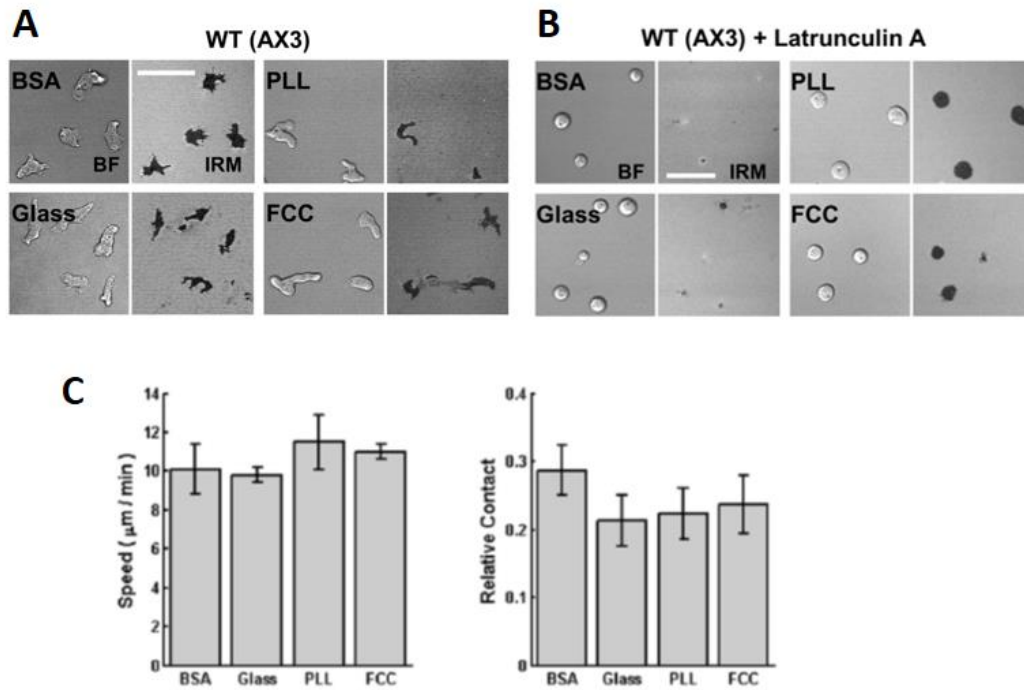 A
WT (AX3)
BSA
BF
IRM
PLL
Glass
FCC
B
WT (AX3) + Latrunculin A
BSA
BF
IRM
PLL
Glass
FCC
C
Speed ( μm / min )
14
12
10
8
6
4
2
0
BSA Glass PLL FCC
Relative Contact
0.4
0.3
0.2
0.1
0
BSA Glass PLL FCC